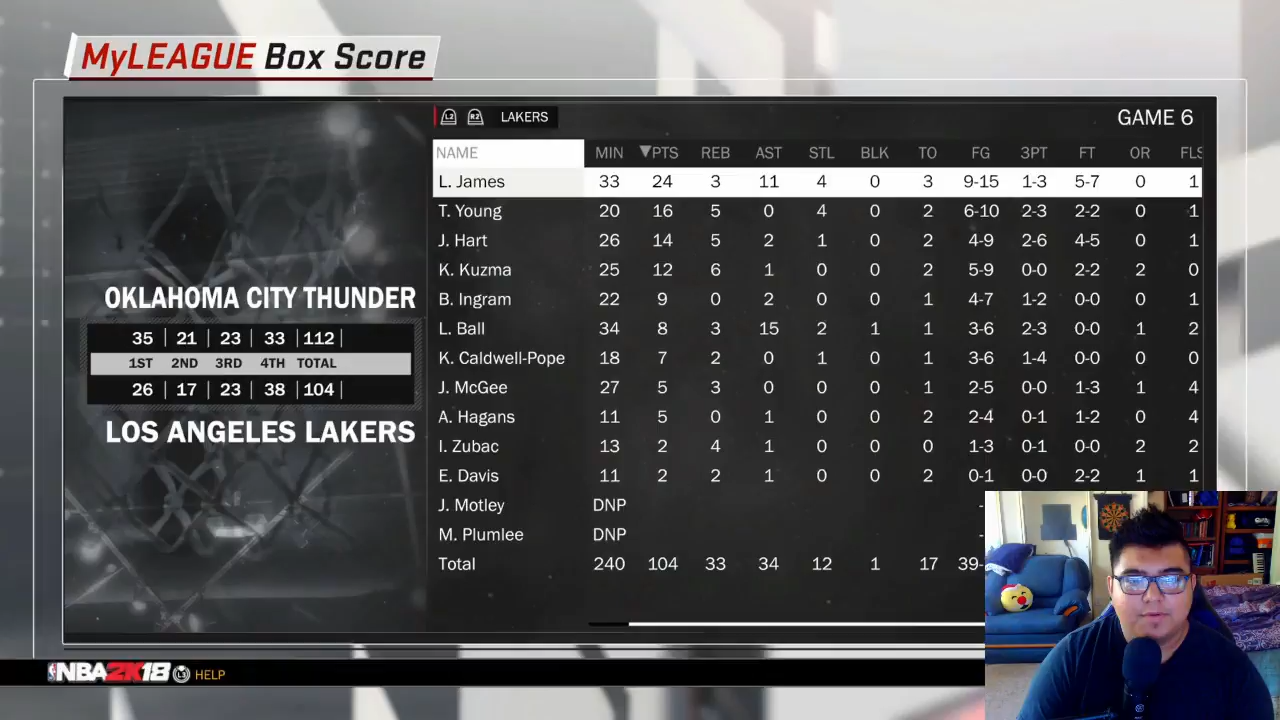 MyLEAGUE Box Score
L2 R2 LAKERS
GAME 6
NAME MIN ▼PTS REB AST STL BLK TO FG 3PT FT OR FLS
L. James 33 24 3 11 4 0 3 9-15 1-3 5-7 0 1
T. Young 20 16 5 0 4 0 2 6-10 2-3 2-2 0 1
J. Hart 26 14 5 2 1 0 2 4-9 2-6 4-5 0 1
K. Kuzma 25 12 6 1 0 0 2 5-9 0-0 2-2 2 0
B. Ingram 22 9 0 2 0 0 1 4-7 1-2 0-0 0 1
L. Ball 34 8 3 15 2 1 1 3-6 2-3 0-0 1 2
K. Caldwell-Pope 18 7 2 0 1 0 1 3-6 1-4 0-0 0 0
J. McGee 27 5 3 0 0 0 1 2-5 0-0 1-3 1 4
A. Hagans 11 5 0 1 0 0 2 2-4 0-1 1-2 0 4
I. Zubac 13 2 4 1 0 0 0 1-3 0-1 0-0 2 2
E. Davis 11 2 2 1 0 0 2 0-1 0-0 2-2 1 1
J. Motley DNP -
M. Plumlee DNP -
Total 240 104 33 34 12 1 17 39-
OKLAHOMA CITY THUNDER
35 | 21 | 23 | 33 | 112 |
1ST 2ND 3RD 4TH TOTAL
26 | 17 | 23 | 38 | 104 |
LOS ANGELES LAKERS
NBA 2K18 HELP